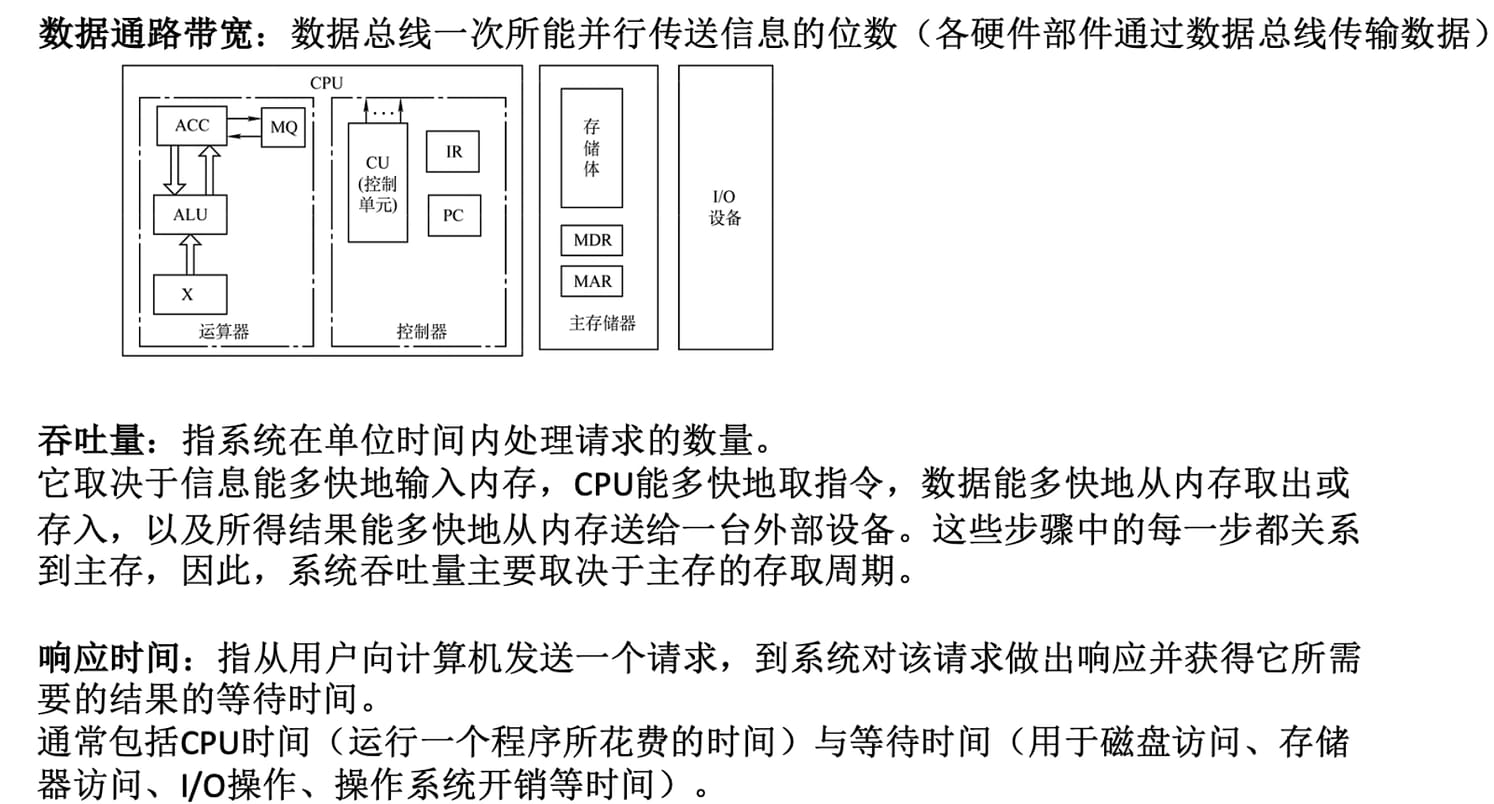 数据通路带宽：数据总线一次所能并行传送信息的位数（各硬件部件通过数据总线传输数据）
CPU
ACC
MQ
ALU
X
运算器
...
CU
(控制
单元)
IR
PC
控制器
存
储
体
MDR
MAR
主存储器
I/O
设备
吞吐量：指系统在单位时间内处理请求的数量。
它取决于信息能多快地输入内存，CPU能多快地取指令，数据能多快地从内存取出或
存入，以及所得结果能多快地从内存送给一台外部设备。这些步骤中的每一步都关系
到主存，因此，系统吞吐量主要取决于主存的存取周期。
响应时间：指从用户向计算机发送一个请求，到系统对该请求做出响应并获得它所需
要的结果的等待时间。
通常包括CPU时间（运行一个程序所花费的时间）与等待时间（用于磁盘访问、存储
器访问、I/O操作、操作系统开销等时间）。